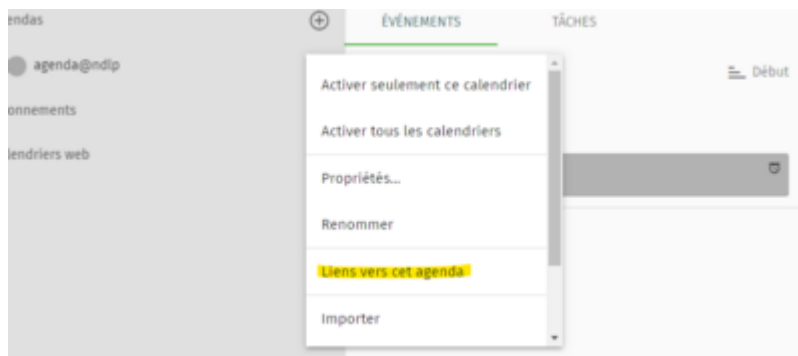 endas
ÉVÉNEMENTS
TÂCHES
agenda@ndlp
Début
onnements
lendriers web
Activer seulement ce calendrier
Activer tous les calendriers
Propriétés...
Renommer
Liens vers cet agenda
Importer